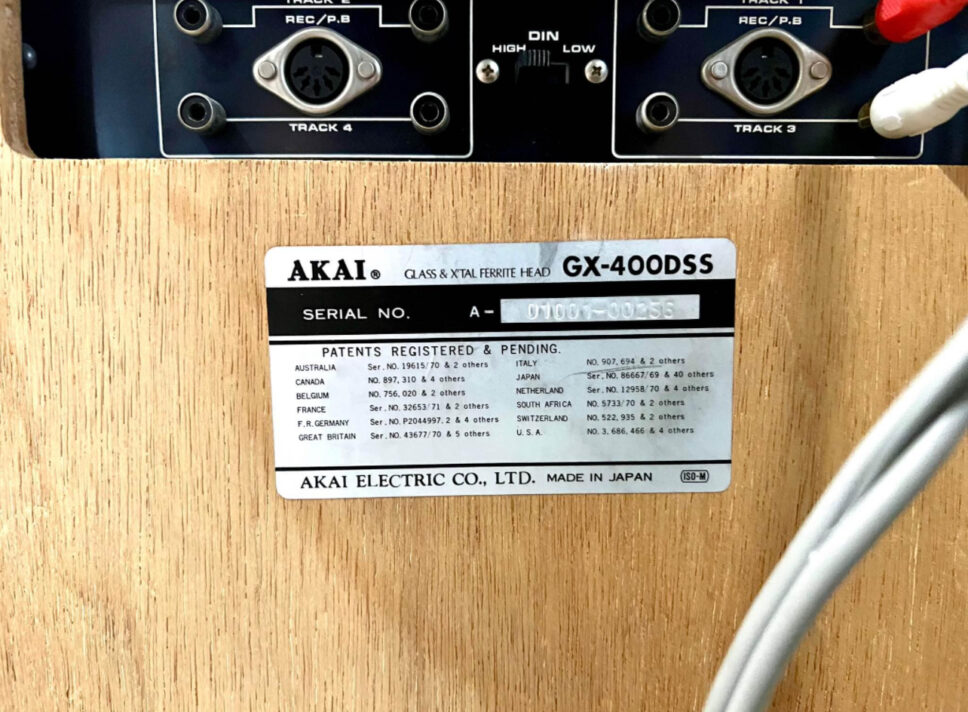 TRACK 2 TRACK 1
REC/P.B REC/P.B
DIN
HIGH LOW
TRACK 4 TRACK 3
AKAI® GLASS & X'TAL FERRITE HEAD GX-400DSS
SERIAL NO. A-
PATENTS REGISTERED & PENDING.
AUSTRALIA Ser. NO. 19615/70 & 2 others
CANADA NO. 897,310 & 4 others
BELGIUM NO. 756,020 & 2 others
FRANCE Ser. NO. 32653/71 & 2 others
F.R.GERMANY Ser. NO. P2044997.2 & 4 others
GREAT BRITAIN Ser. NO. 43677/70 & 5 others
ITALY NO. 907,694 & 2 others
JAPAN Ser. NO. 86667/69 & 40 others
NETHERLAND Ser. NO. 12958/70 & 4 others
SOUTH AFRICA NO. 5733/70 & 2 others
SWITZERLAND NO. 522,935 & 2 others
U.S.A. NO. 3,686,466 & 4 others
AKAI ELECTRIC CO., LTD. MADE IN JAPAN ISO-M